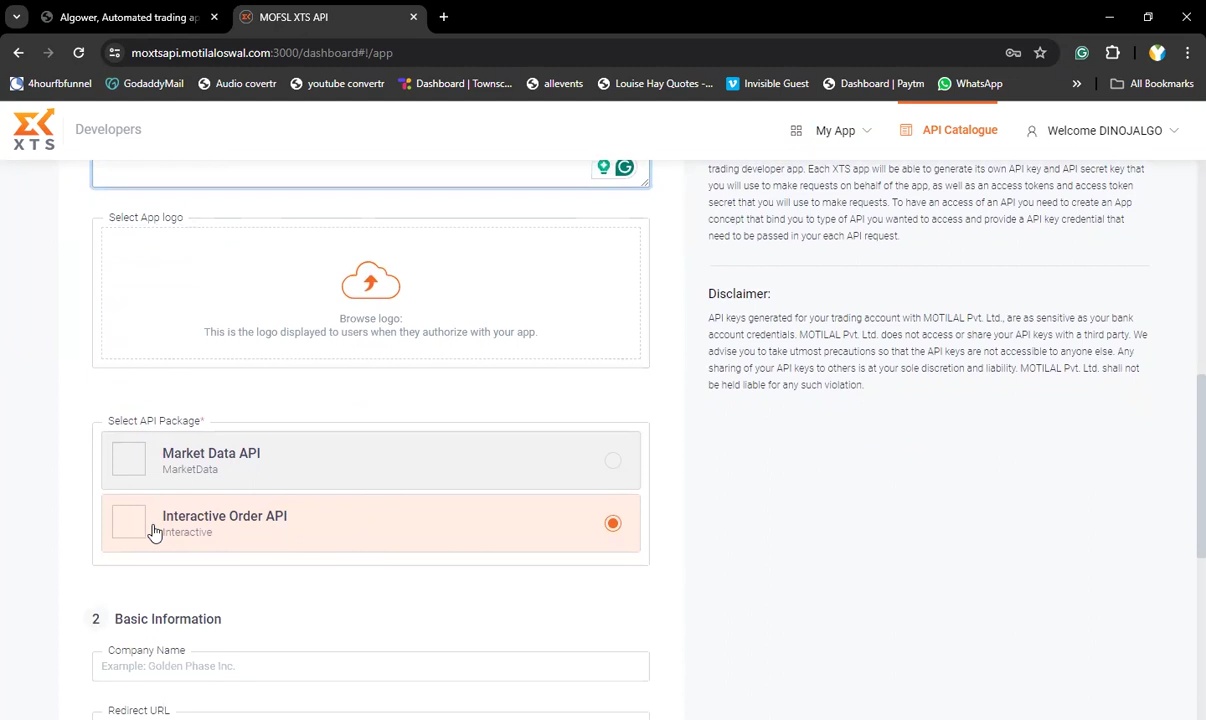 Algower, Automated trading ap
MOFSL XTS API
moxtsapi.motilaloswal.com:3000/dashboard#!/app
4hourfbfunnel
GodaddyMail
Audio covertr
youtube convertr
Dashboard | Townsc...
allevents
Louise Hay Quotes -...
Invisible Guest
Dashboard | Paytm
WhatsApp
All Bookmarks
XTS
Developers
My App
API Catalogue
Welcome DINOJALGO
trading developer app. Each XTS app will be able to generate its own API key and API secret key that
you will use to make requests on behalf of the app, as well as an access tokens and access token
secret that you will use to make requests. To have an access of an API you need to create an App
concept that bind you to type of API you wanted to access and provide a API key credential that
need to be passed in your each API request.
Select App logo
Browse logo:
This is the logo displayed to users when they authorize with your app.
Disclaimer:
API keys generated for your trading account with MOTILAL Pvt. Ltd., are as sensitive as your bank
account credentials. MOTILAL Pvt. Ltd. does not access or share your API keys with a third party. We
advise you to take utmost precautions so that the API keys are not accessible to anyone else. Any
sharing of your API keys to others is at your sole discretion and liability. MOTILAL Pvt. Ltd. shall not
be held liable for any such violation.
Select API Package*
Market Data API
MarketData
Interactive Order API
Interactive
2 Basic Information
Company Name
Example: Golden Phase Inc.
Redirect URL